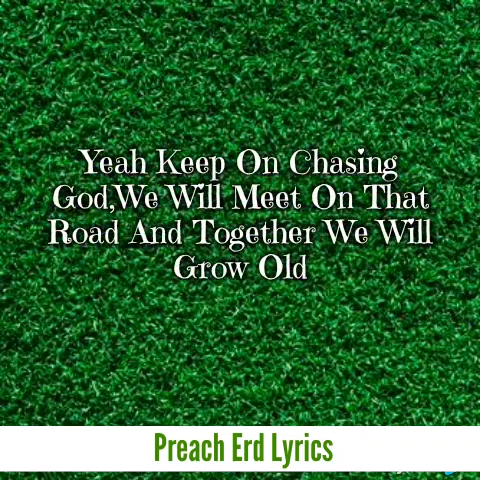 Yeah Keep On Chasing
God,We Will Meet On That
Road And Together We Will
Grow Old
Preach Erd Lyrics